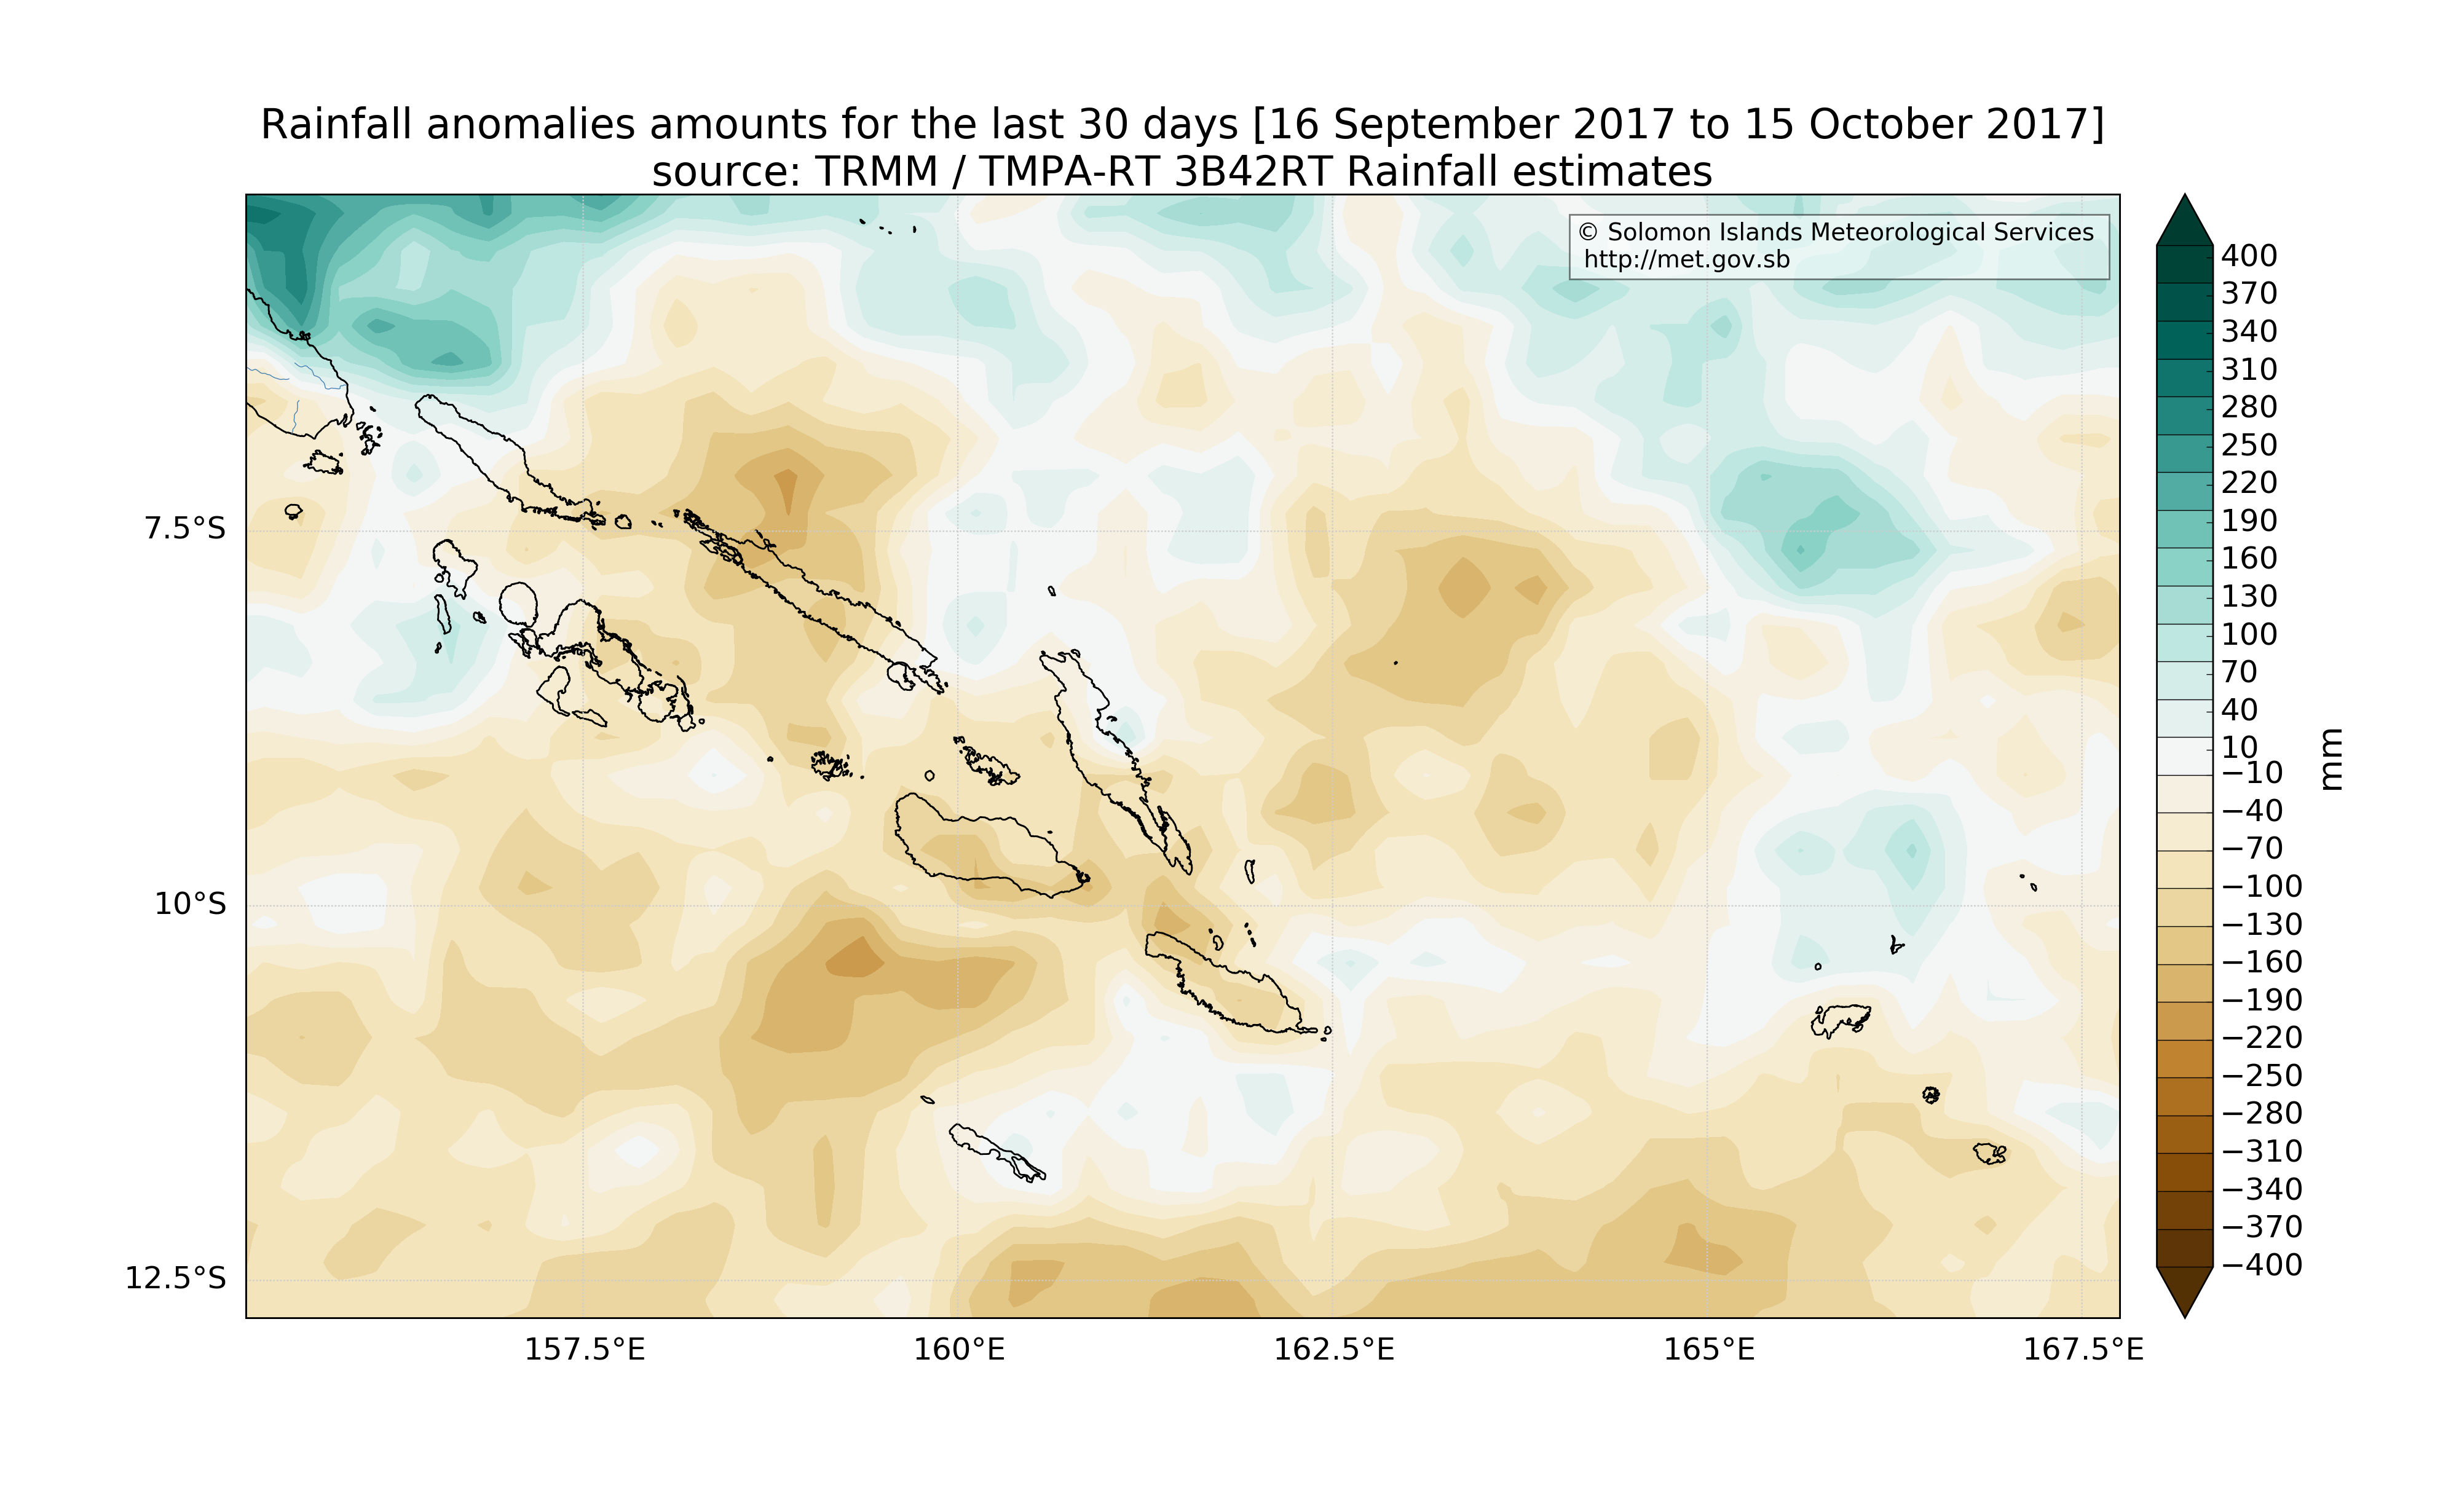 Rainfall anomalies amounts for the last 30 days [16 September 2017 to 15 October 2017]
source: TRMM / TMPA-RT 3B42RT Rainfall estimates
© Solomon Islands Meteorological Services
http://met.gov.sb
7.5°S
10°S
12.5°S
157.5°E
160°E
162.5°E
165°E
167.5°E
400
370
340
310
280
250
220
190
160
130
100
70
40
10
−10
−40
−70
−100
−130
−160
−190
−220
−250
−280
−310
−340
−370
−400
mm